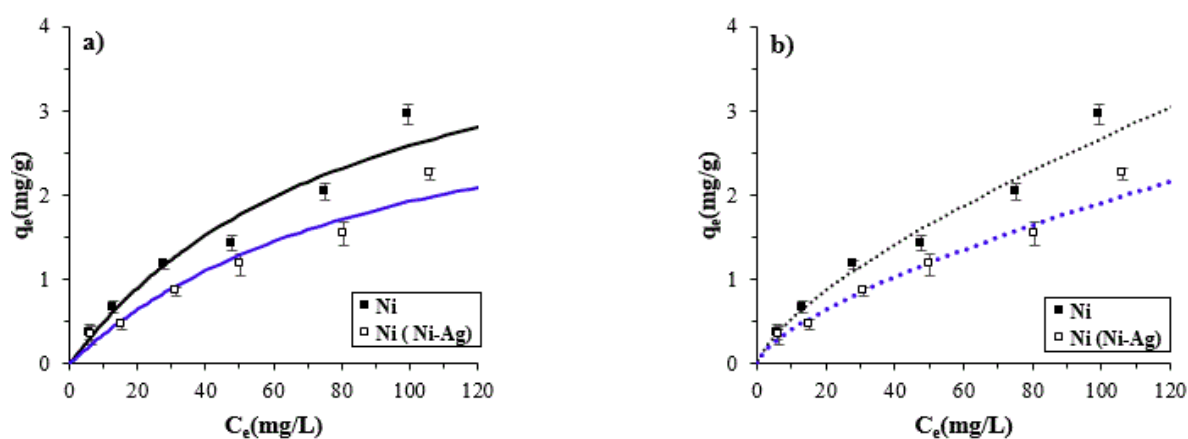 a)
4
3
2
1
0
qe(mg/g)
0 20 40 60 80 100 120
Ce(mg/L)
Ni
Ni ( Ni-Ag)
b)
4
3
2
1
0
qe(mg/g)
0 20 40 60 80 100 120
Ce(mg/L)
Ni
Ni (Ni-Ag)